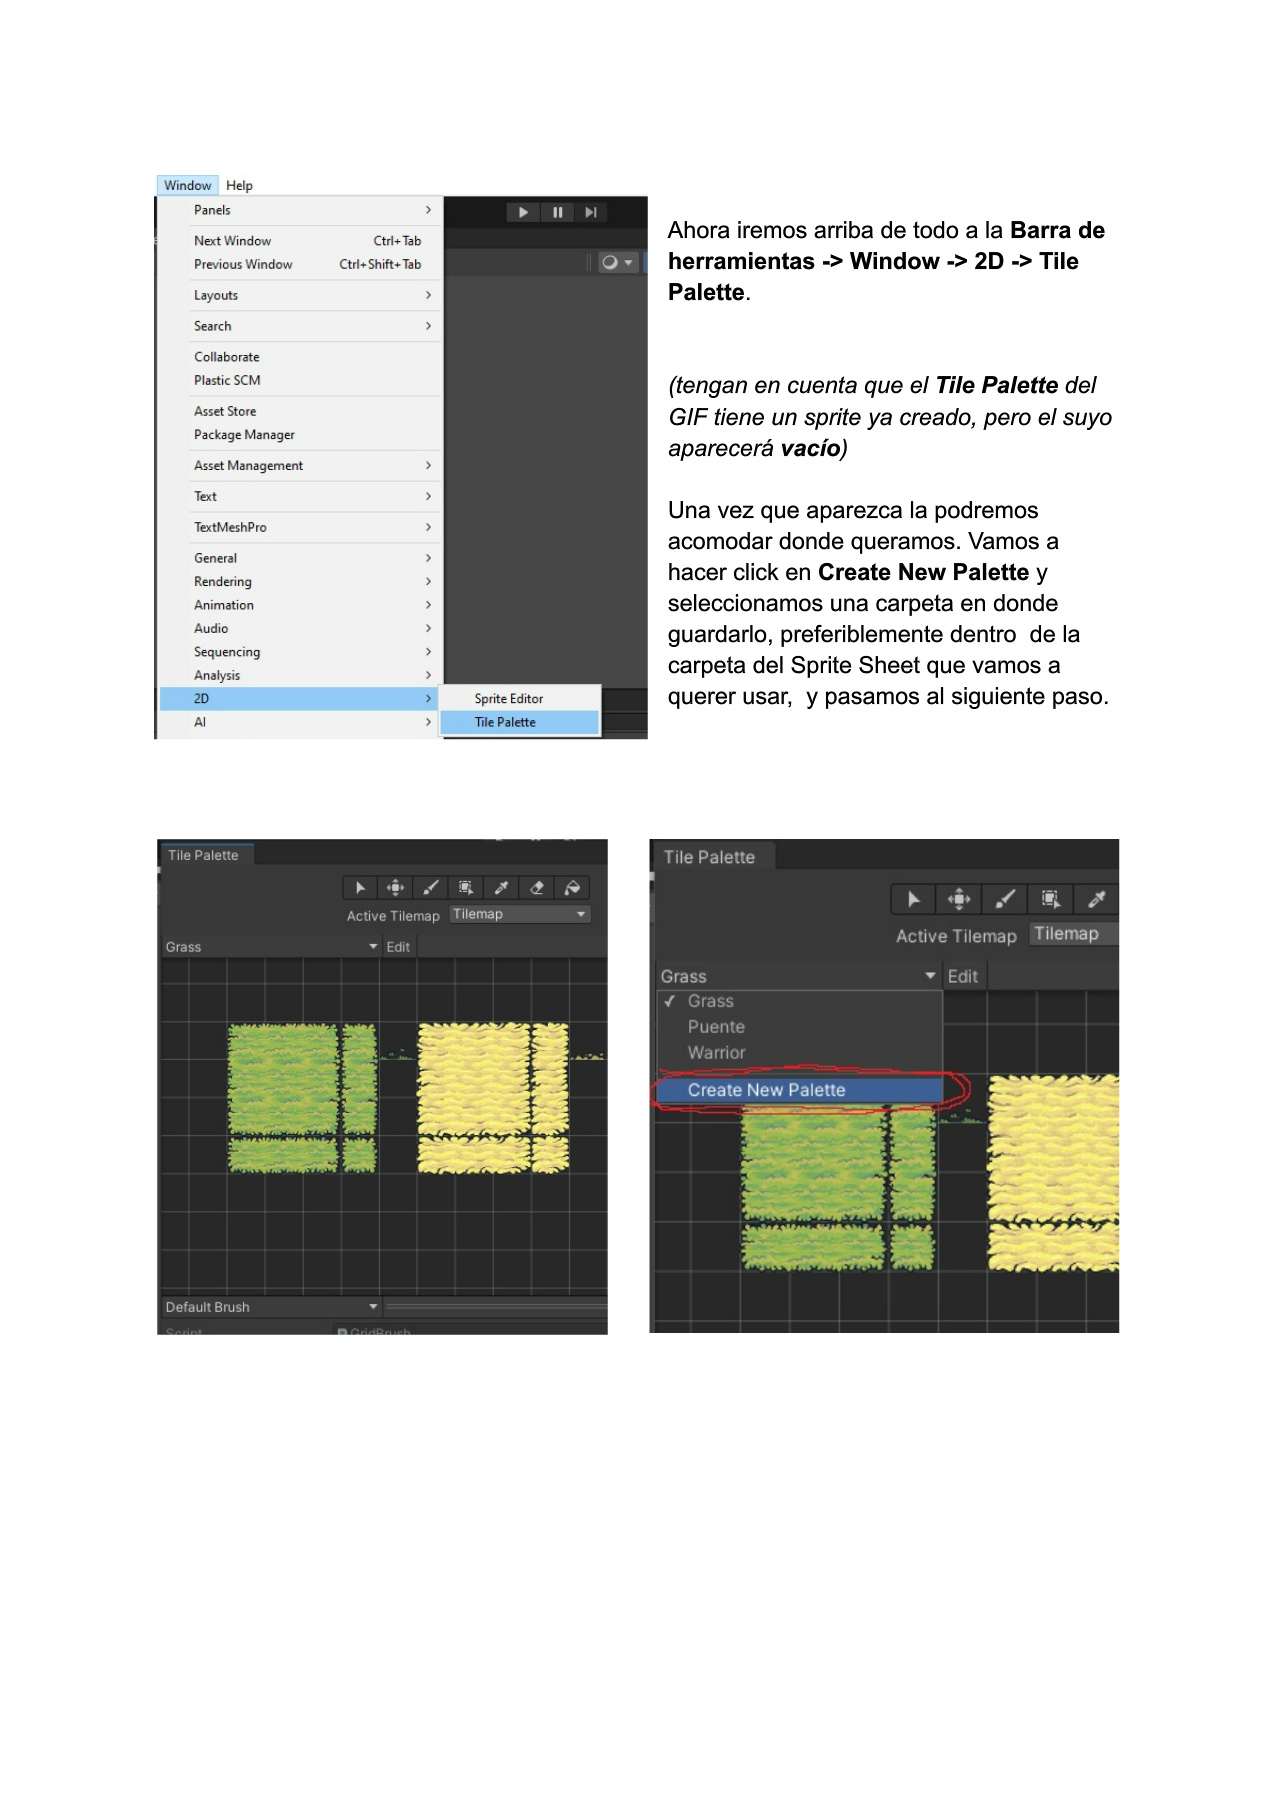 Window Help
Panels
Next Window Ctrl+Tab
Previous Window Ctrl+Shift+Tab
Layouts
Search
Collaborate
Plastic SCM
Asset Store
Package Manager
Asset Management
Text
TextMeshPro
General
Rendering
Animation
Audio
Sequencing
Analysis
2D
AI
Sprite Editor
Tile Palette
Ahora iremos arriba de todo a la Barra de
herramientas -> Window -> 2D -> Tile
Palette.
(tengan en cuenta que el Tile Palette del
GIF tiene un sprite ya creado, pero el suyo
aparecerá vacío)
Una vez que aparezca la podremos
acomodar donde queramos. Vamos a
hacer click en Create New Palette y
seleccionamos una carpeta en donde
guardarlo, preferiblemente dentro  de la
carpeta del Sprite Sheet que vamos a
querer usar,  y pasamos al siguiente paso.
Tile Palette
Active Tilemap Tilemap
Grass Edit
Default Brush
Script GridBrush
Tile Palette
Active Tilemap Tilemap
Grass Edit
✓ Grass
Puente
Warrior
Create New Palette